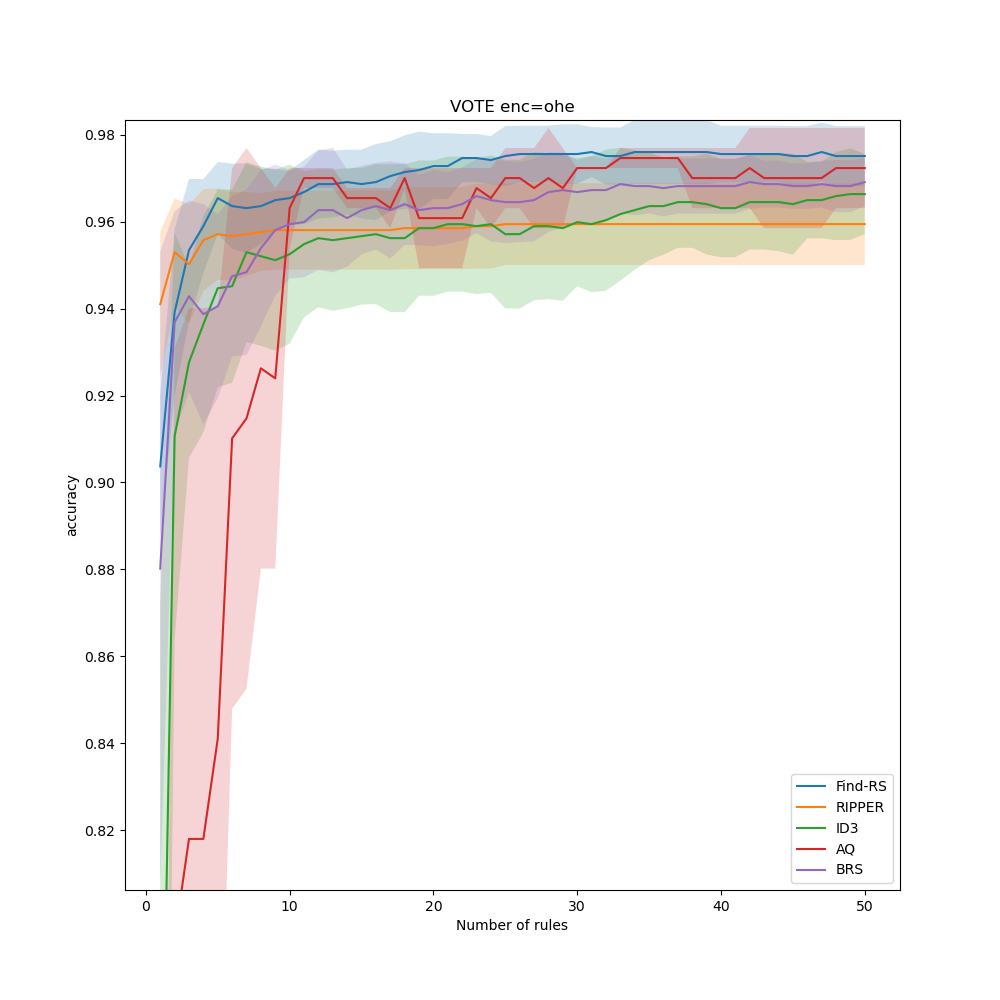 VOTE enc=ohe
accuracy
0.98
0.96
0.94
0.92
0.90
0.88
0.86
0.84
0.82
0
10
20
30
40
50
Number of rules
Find-RS
RIPPER
ID3
AQ
BRS